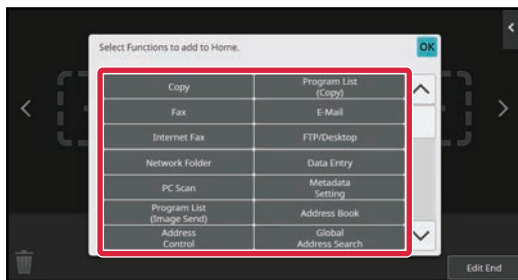 Select Functions to add to Home.
OK
Copy
Program List
(Copy)
Fax
E-Mail
Internet Fax
FTP/Desktop
Network Folder
Data Entry
PC Scan
Metadata
Setting
Program List
(Image Send)
Address Book
Address
Control
Global
Address Search
Edit End